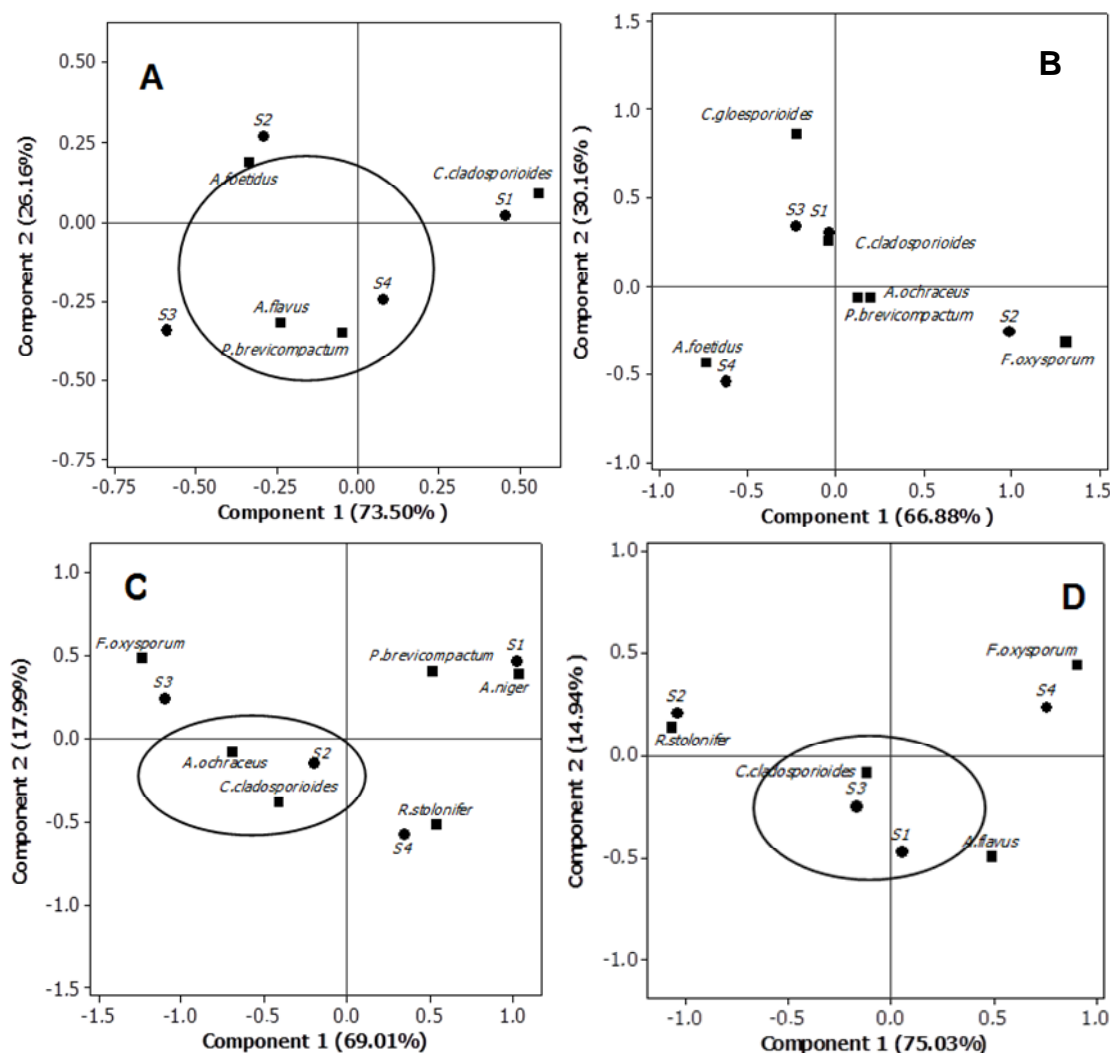 A
0.50
0.25
0.00
-0.25
-0.50
-0.75
Component 2 (26.16%)
S2
A.foetidus
C.cladosporioides
S1
S4
A.flavus
S3
P.brevicompactum
-0.75
-0.50
-0.25
0.00
0.25
0.50
Component 1 (73.50% )
B
1.5
1.0
0.5
0.0
-0.5
-1.0
Component 2 (30.16% )
C.gloesporioides
S3
S1
C.cladosporioides
A.ochraceus
P.brevicompactum
S2
F.oxysporum
A.foetidus
S4
-1.0
-0.5
0.0
0.5
1.0
1.5
Component 1 (66.88% )
C
1.0
0.5
0.0
-0.5
-1.0
-1.5
Component 2 (17.99%)
F.oxysporum
S3
P.brevicompactum
S1
A.niger
A.ochraceus
S2
C.cladosporioides
R.stolonifer
S4
-1.5
-1.0
-0.5
0.0
0.5
1.0
Component 1 (69.01%)
D
1.0
0.5
0.0
-0.5
-1.0
Component 2 (14.94% )
F.oxysporum
S4
S2
R.stolonifer
C.cladosporioides
S3
S1
A.flavus
-1.0
-0.5
0.0
0.5
1.0
Component 1 (75.03%)